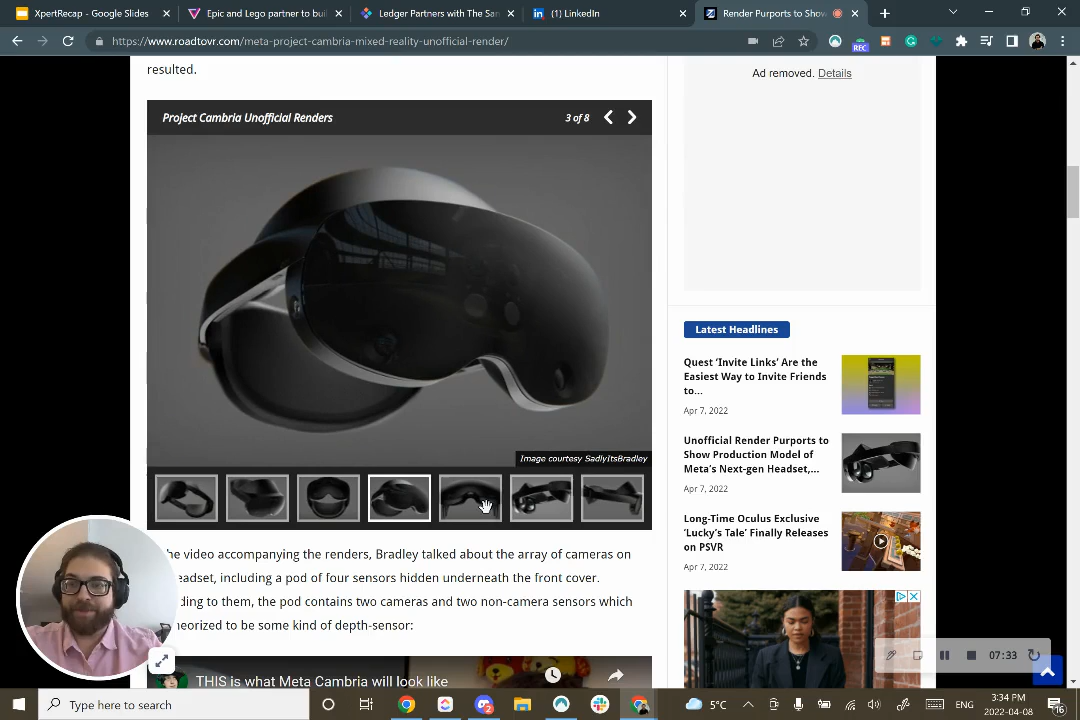 XpertRecap - Google Slides
Epic and Lego partner to bui
Ledger Partners with The San
(1) LinkedIn
Render Purports to Show
https://www.roadtovr.com/meta-project-cambria-mixed-reality-unofficial-render/
REC
resulted.
Ad removed. Details
Project Cambria Unofficial Renders
3 of 8
Image courtesy SadlyItsBradley
Latest Headlines
Quest ‘Invite Links’ Are the
Easiest Way to Invite Friends
to...
Apr 7, 2022
Unofficial Render Purports to
Show Production Model of
Meta’s Next-gen Headset,...
Apr 7, 2022
Long-Time Oculus Exclusive
‘Lucky’s Tale’ Finally Releases
on PSVR
Apr 7, 2022
he video accompanying the renders, Bradley talked about the array of cameras on
eadset, including a pod of four sensors hidden underneath the front cover.
ding to them, the pod contains two cameras and two non-camera sensors which
heorized to be some kind of depth-sensor:
THIS is what Meta Cambria will look like
07:33
Type here to search
5°C
ENG
3:34 PM
2022-04-08
16